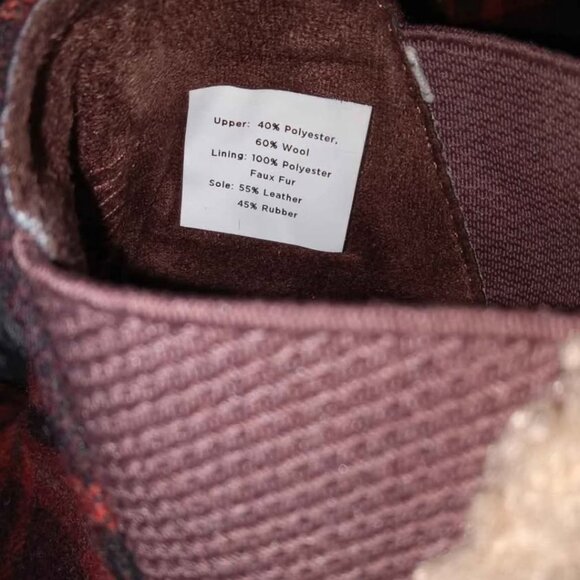 Upper: 40% Polyester,
60% Wool
Lining: 100% Polyester
Faux Fur
Sole: 55% Leather
45% Rubber